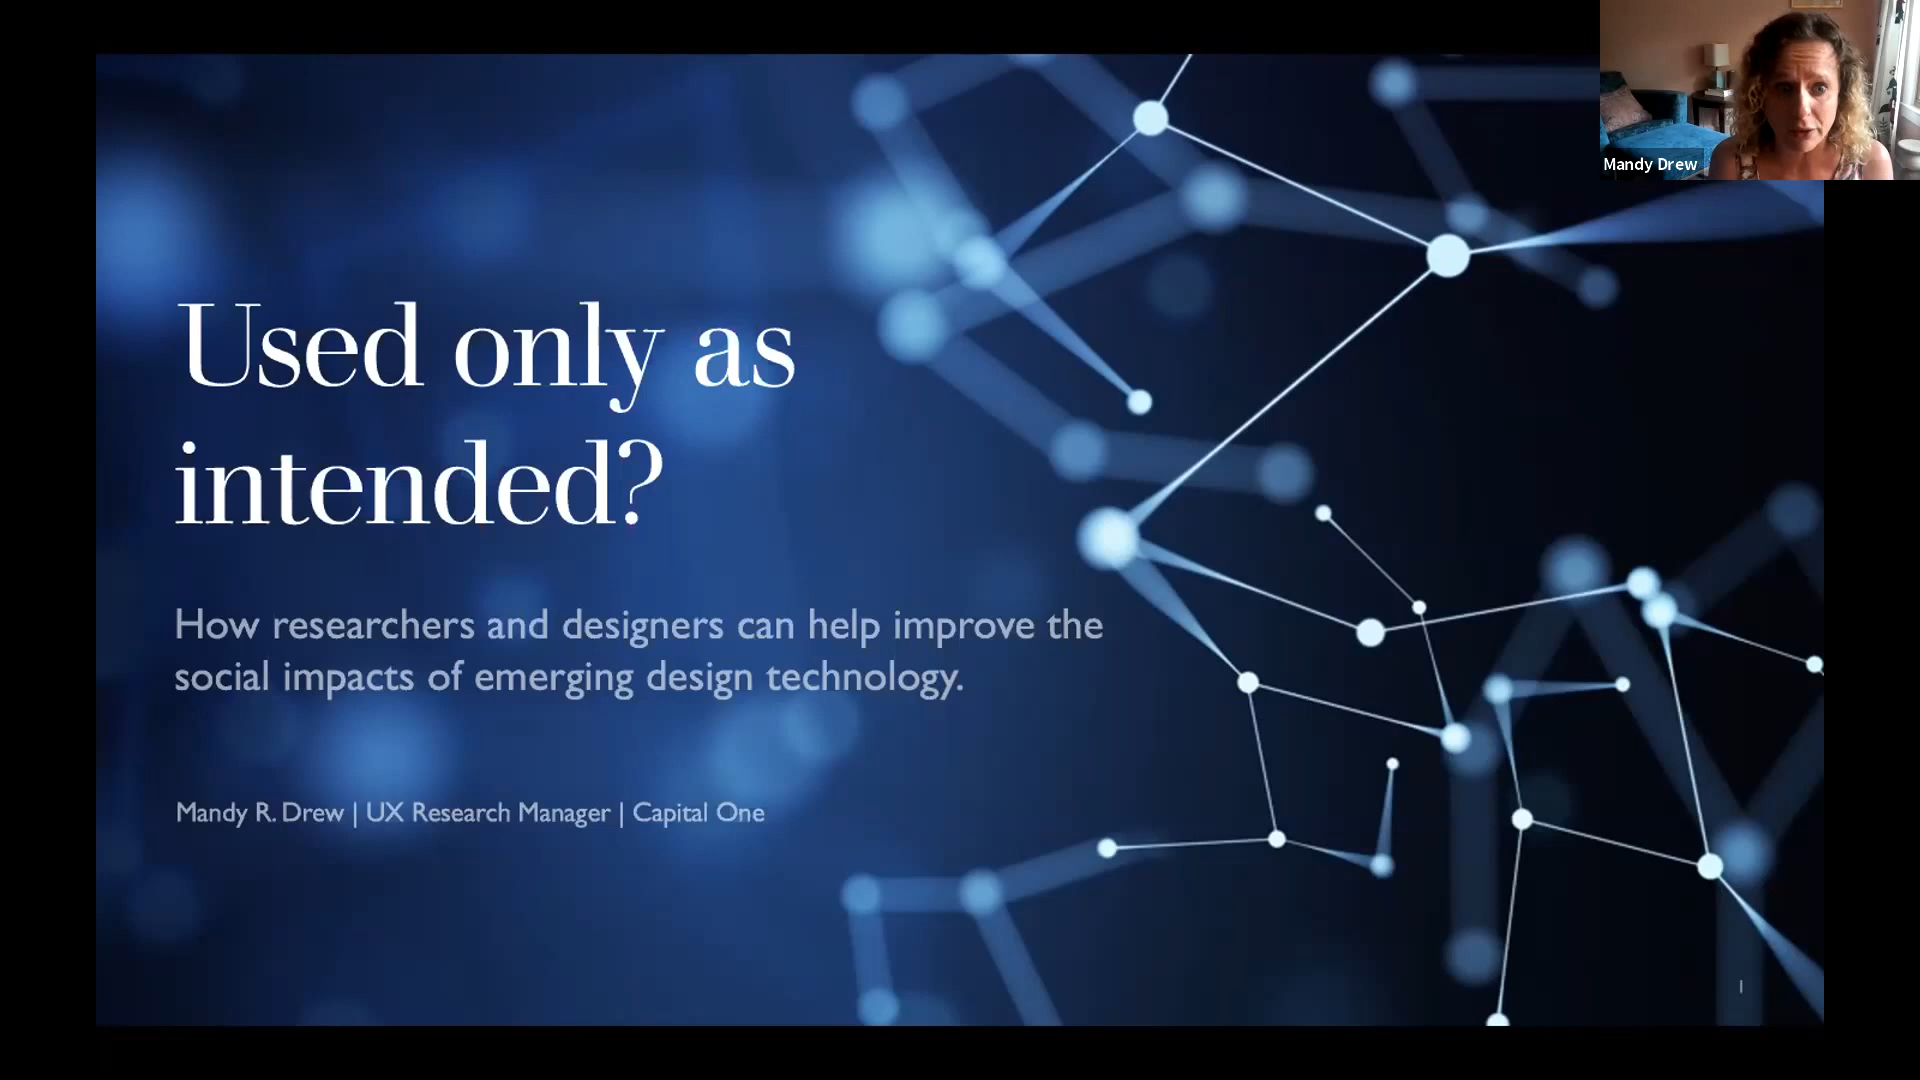 Mandy Drew
Used only as
intended?
How researchers and designers can help improve the
social impacts of emerging design technology.
Mandy R. Drew | UX Research Manager | Capital One
1